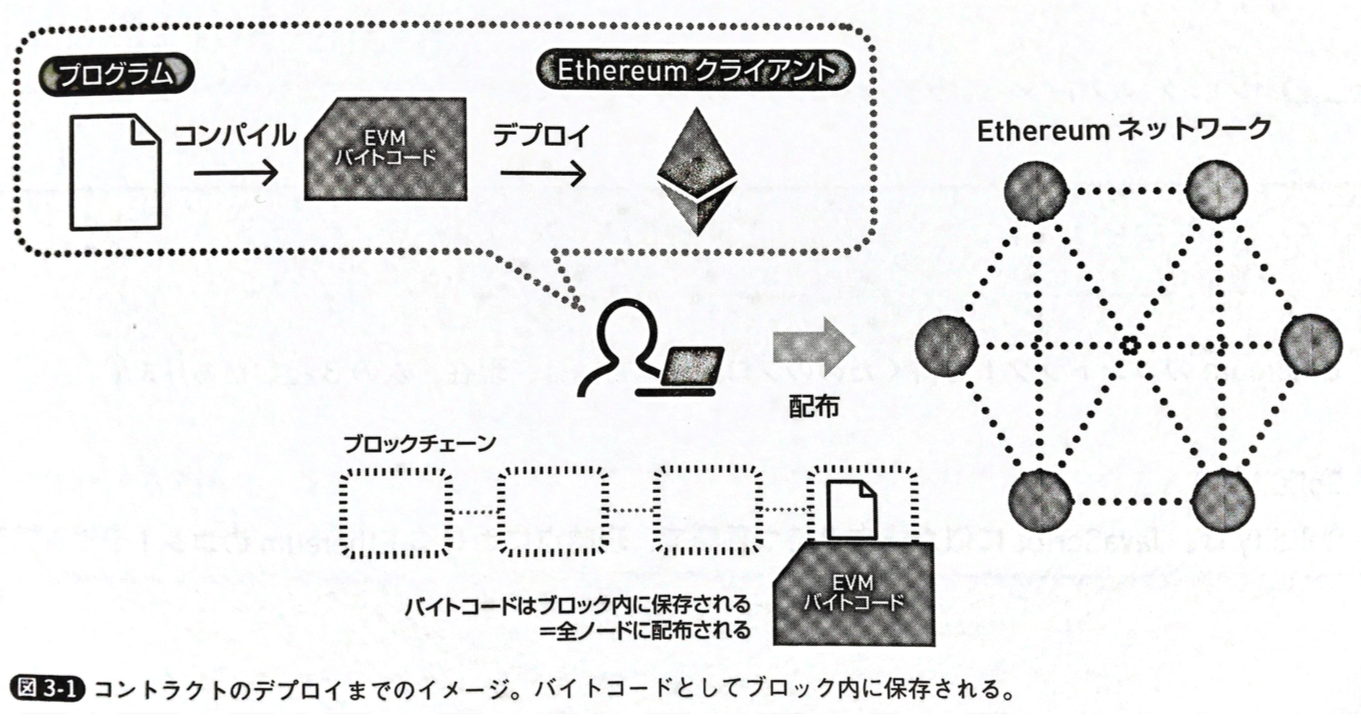 プログラム
Ethereum クライアント
コンパイル
EVM
バイトコード
デプロイ
Ethereum ネットワーク
配布
ブロックチェーン
EVM
バイトコード
バイトコードはブロック内に保存される
=全ノードに配布される
図3-1 コントラクトのデプロイまでのイメージ。バイトコードとしてブロック内に保存される。